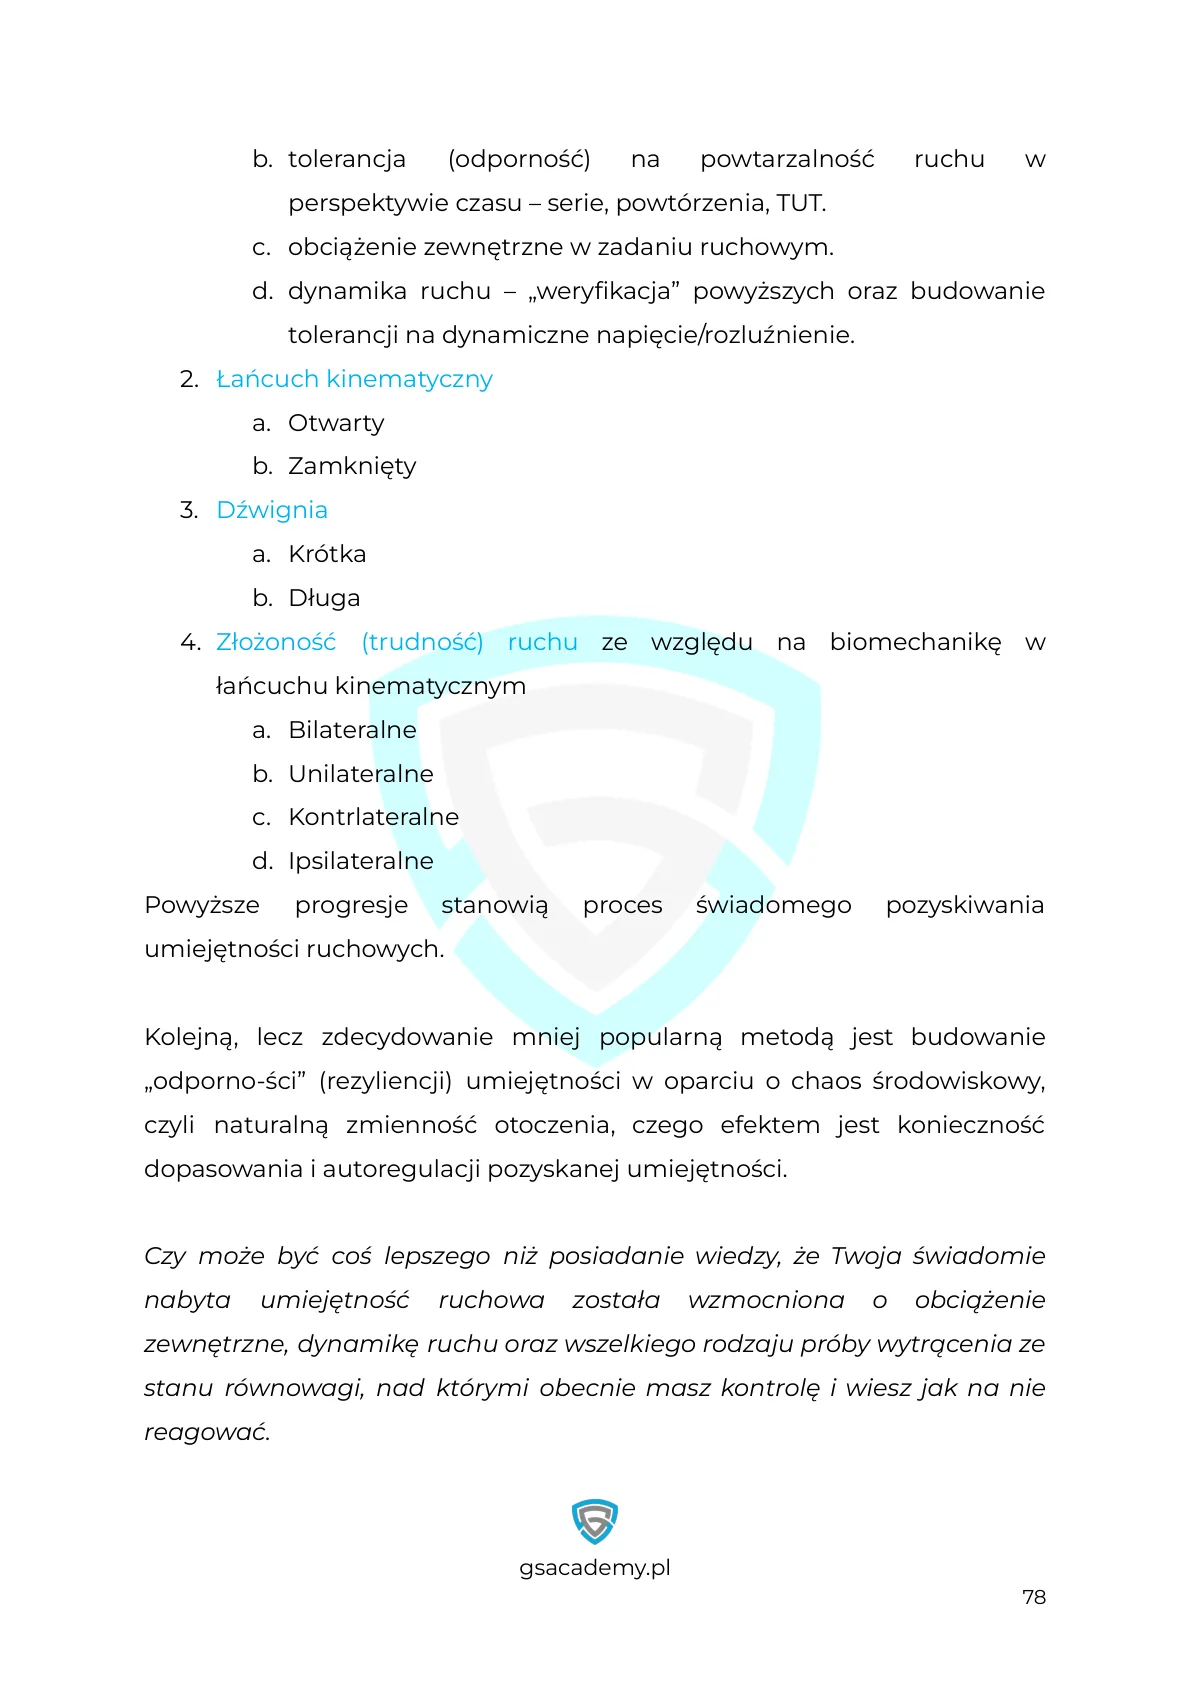 b. tolerancja (odporność) na powtarzalność ruchu w
perspektywie czasu – serie, powtórzenia, TUT.
c. obciążenie zewnętrzne w zadaniu ruchowym.
d. dynamika ruchu – „weryfikacja” powyższych oraz budowanie
tolerancji na dynamiczne napięcie/rozluźnienie.
2. Łańcuch kinematyczny
a. Otwarty
b. Zamknięty
3. Dźwignia
a. Krótka
b. Długa
4. Złożoność (trudność) ruchu ze względu na biomechanikę w
łańcuchu kinematycznym
a. Bilateralne
b. Unilateralne
c. Kontrlateralne
d. Ipsilateralne
Powyższe progresje stanowią proces świadomego pozyskiwania
umiejętności ruchowych.
Kolejną, lecz zdecydowanie mniej popularną metodą jest budowanie
„odporno-ści” (rezyliencji) umiejętności w oparciu o chaos środowiskowy,
czyli naturalną zmienność otoczenia, czego efektem jest konieczność
dopasowania i autoregulacji pozyskanej umiejętności.
Czy może być coś lepszego niż posiadanie wiedzy, że Twoja świadomie
nabyta umiejętność ruchowa została wzmocniona o obciążenie
zewnętrzne, dynamikę ruchu oraz wszelkiego rodzaju próby wytrącenia ze
stanu równowagi, nad którymi obecnie masz kontrolę i wiesz jak na nie
reagować.
gsacademy.pl
78